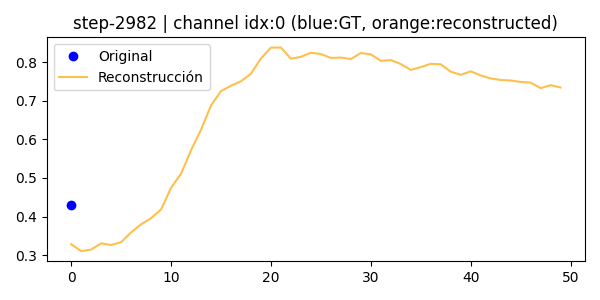 step-2982 | channel idx:0 (blue:GT, orange:reconstructed)
Original
Reconstrucción
0.8
0.7
0.6
0.5
0.4
0.3
0 10 20 30 40 50